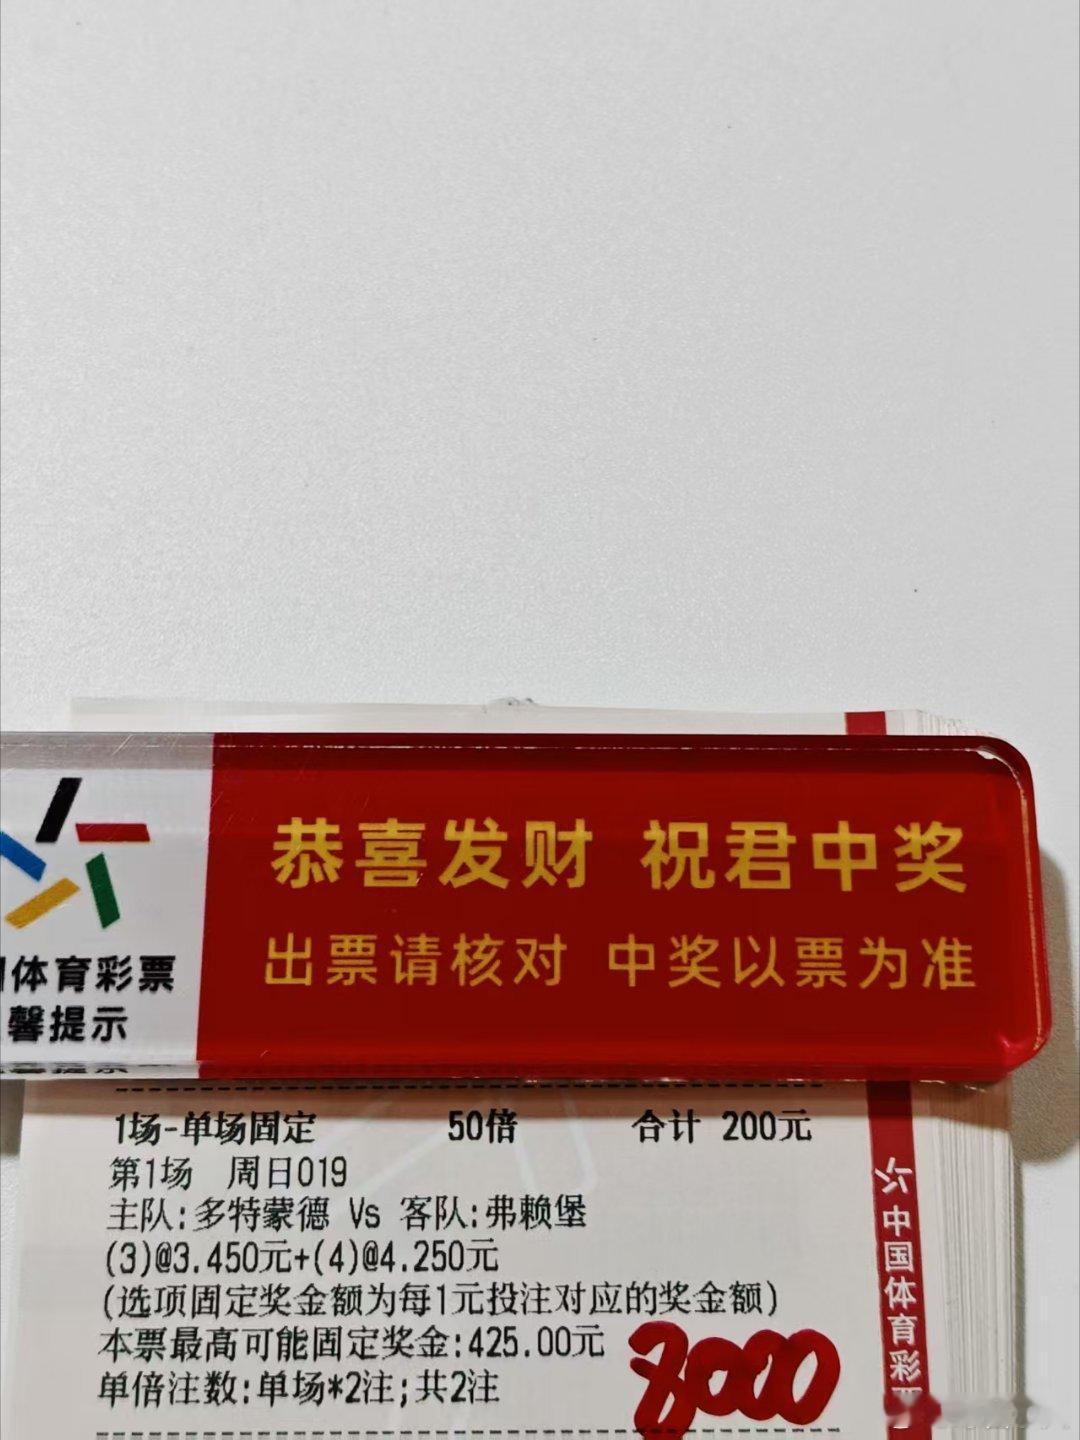 恭喜发财 祝君中奖
出票请核对 中奖以票为准
体育彩票
馨提示
1场-单场固定 50倍 合计 200元
第1场 周日019
主队:多特蒙德 Vs 客队:弗赖堡
(3)@3.450元+(4)@4.250元
(选项固定奖金额为每1元投注对应的奖金额)
本票最高可能固定奖金:425.00元
单倍注数:单场*2注;共2注
8000
中国体育彩票